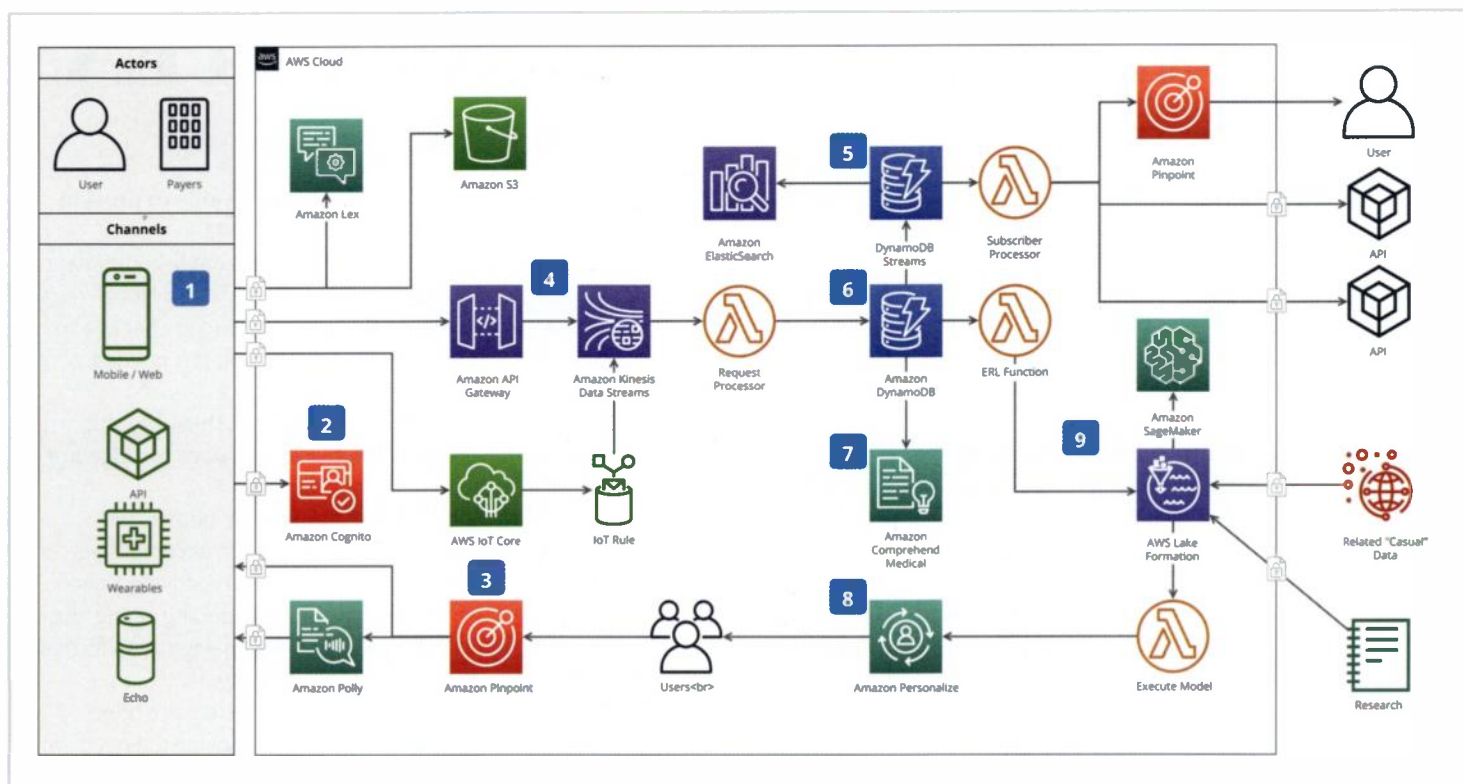 Actors
User
Payers
Channels
1
Mobile / Web
API
Wearables
Echo
aws
AWS Cloud
Amazon Lex
Amazon S3
4
Amazon API
Gateway
Amazon Kinesis
Data Streams
Request
Processor
2
Amazon Cognito
AWS IoT Core
IoT Rule
3
Amazon Polly
Amazon Pinpoint
Users<br>
5
Amazon
ElasticSearch
DynamoDB
Streams
Subscriber
Processor
6
Amazon
DynamoDB
ERL Function
7
Amazon
Comprehend
Medical
8
Amazon Personalize
Amazon
Pinpoint
Amazon
SageMaker
9
AWS Lake
Formation
Execute Model
User
API
API
Related "Casual"
Data
Research